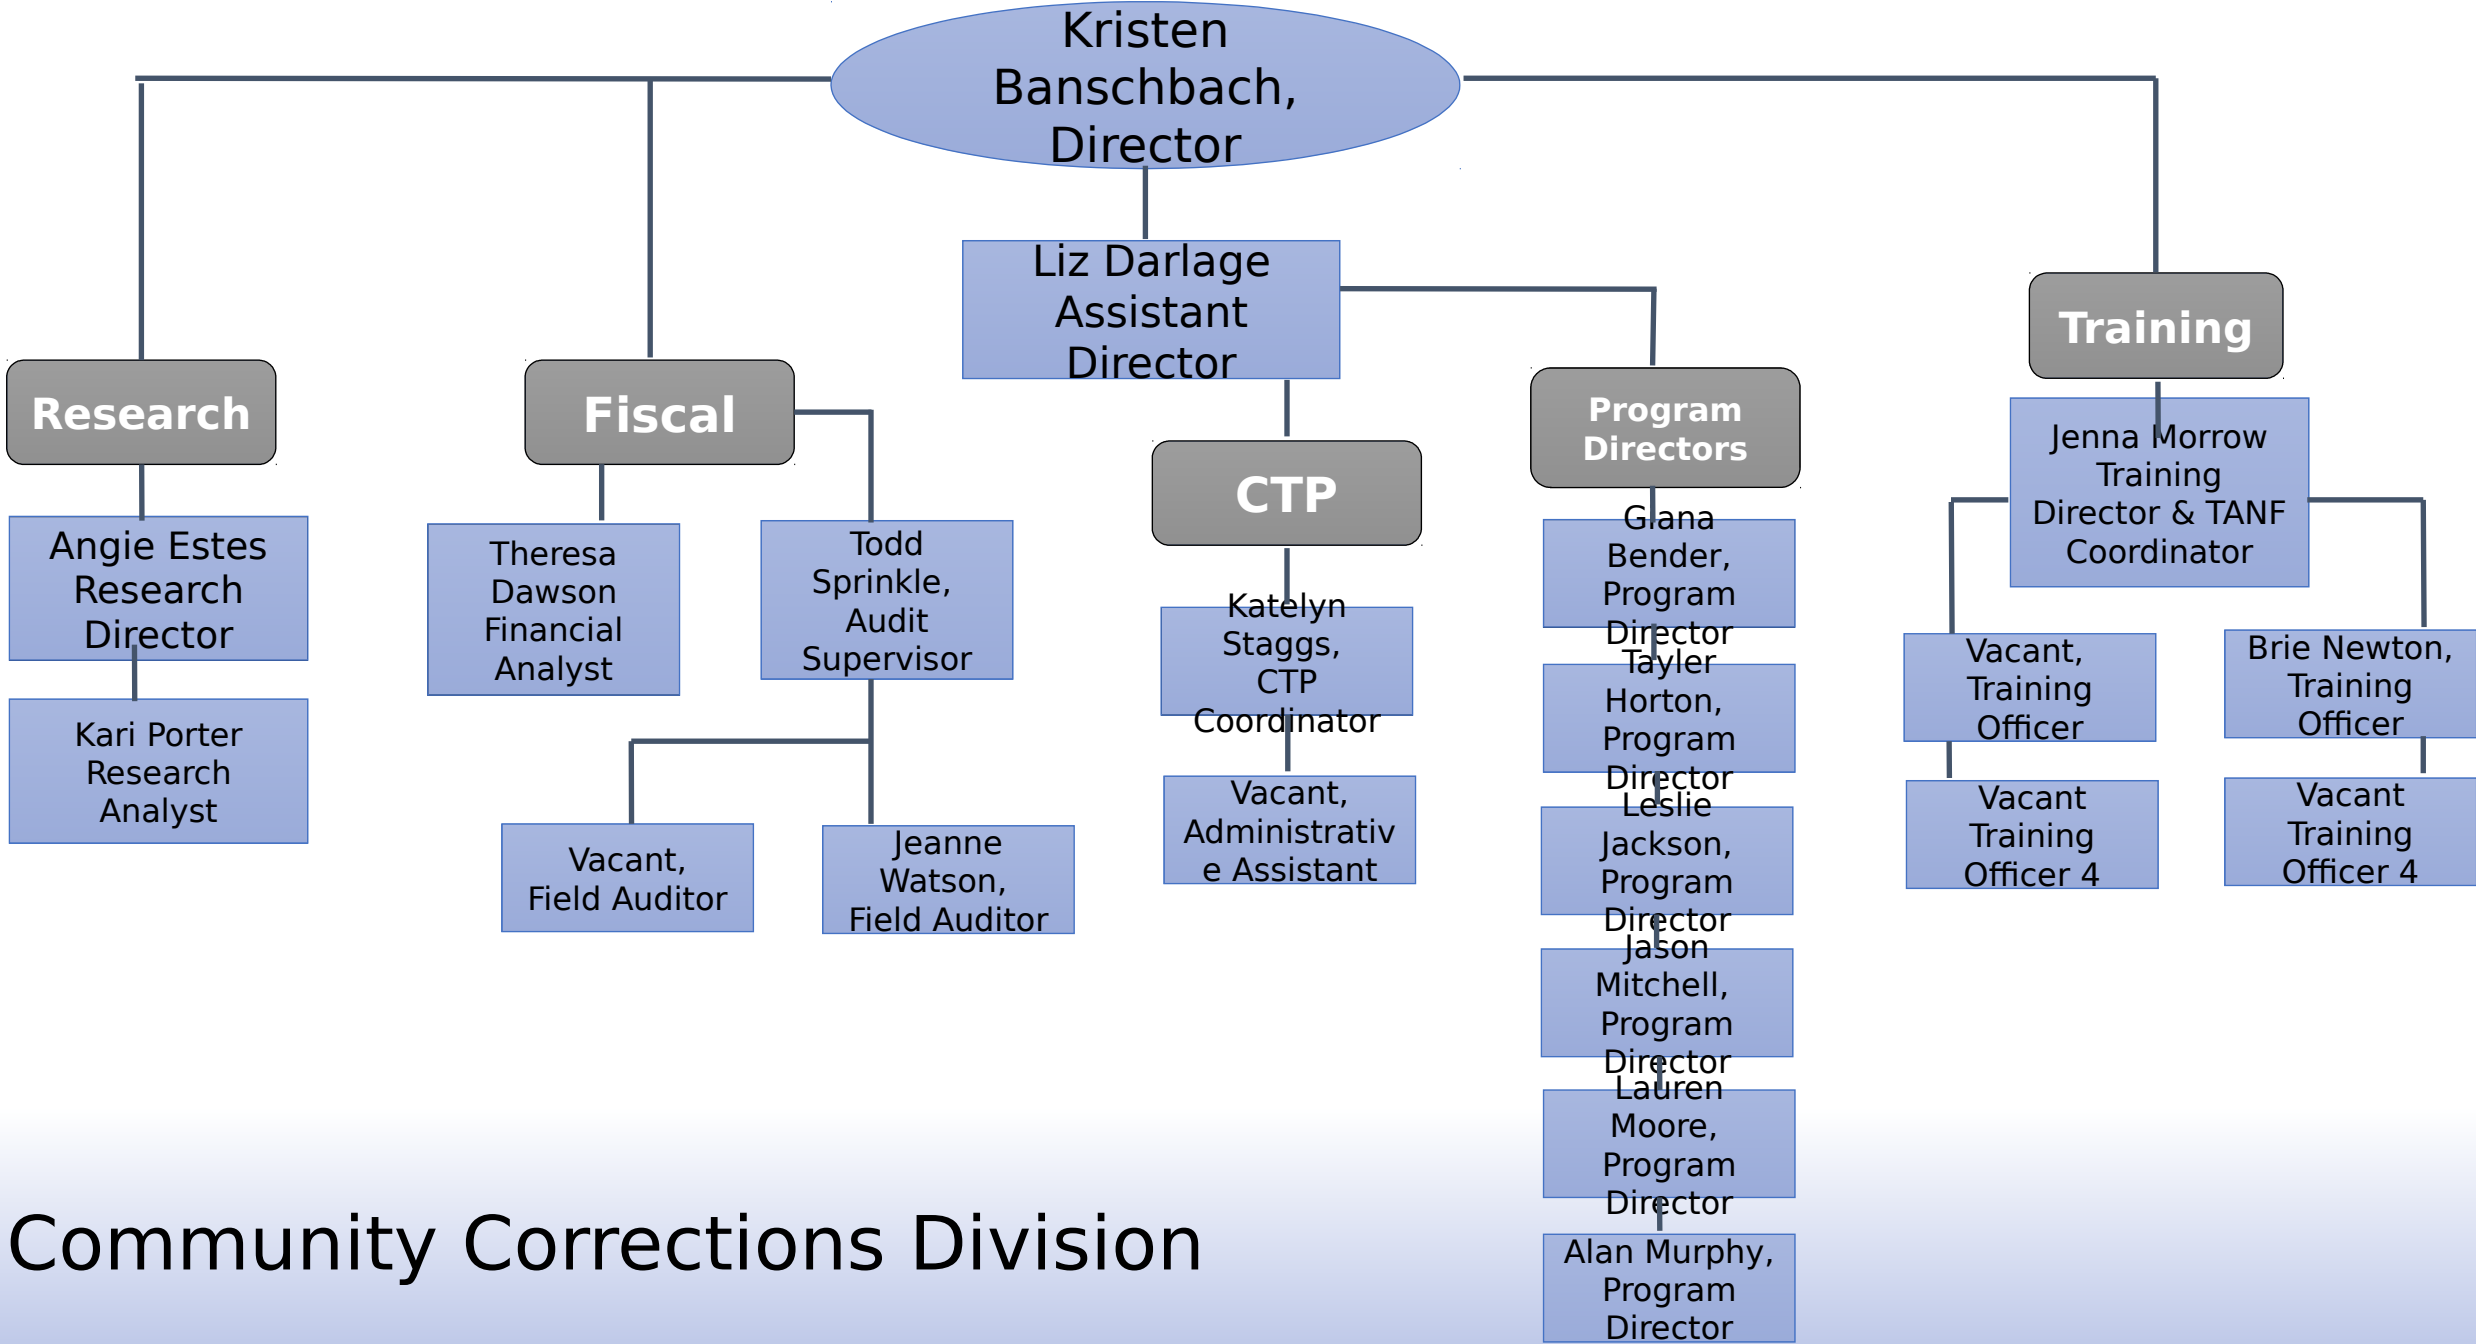 Kristen
Banschbach,
Director
Liz Darlage
Assistant
Director
Research
Angie Estes
Research
Director
Kari Porter
Research
Analyst
Fiscal
Theresa
Dawson
Financial
Analyst
Todd
Sprinkle,
Audit
Supervisor
Vacant,
Field Auditor
Jeanne
Watson,
Field Auditor
CTP
Katelyn
Staggs,
CTP
Coordinator
Vacant,
Administrativ
e Assistant
Program
Directors
Giana
Bender,
Program
Director
Tayler
Horton,
Program
Director
Leslie
Jackson,
Program
Director
Jason
Mitchell,
Program
Director
Lauren
Moore,
Program
Director
Alan Murphy,
Program
Director
Training
Jenna Morrow
Training
Director & TANF
Coordinator
Vacant,
Training
Officer
Vacant
Training
Officer 4
Brie Newton,
Training
Officer
Vacant
Training
Officer 4
Community Corrections Division